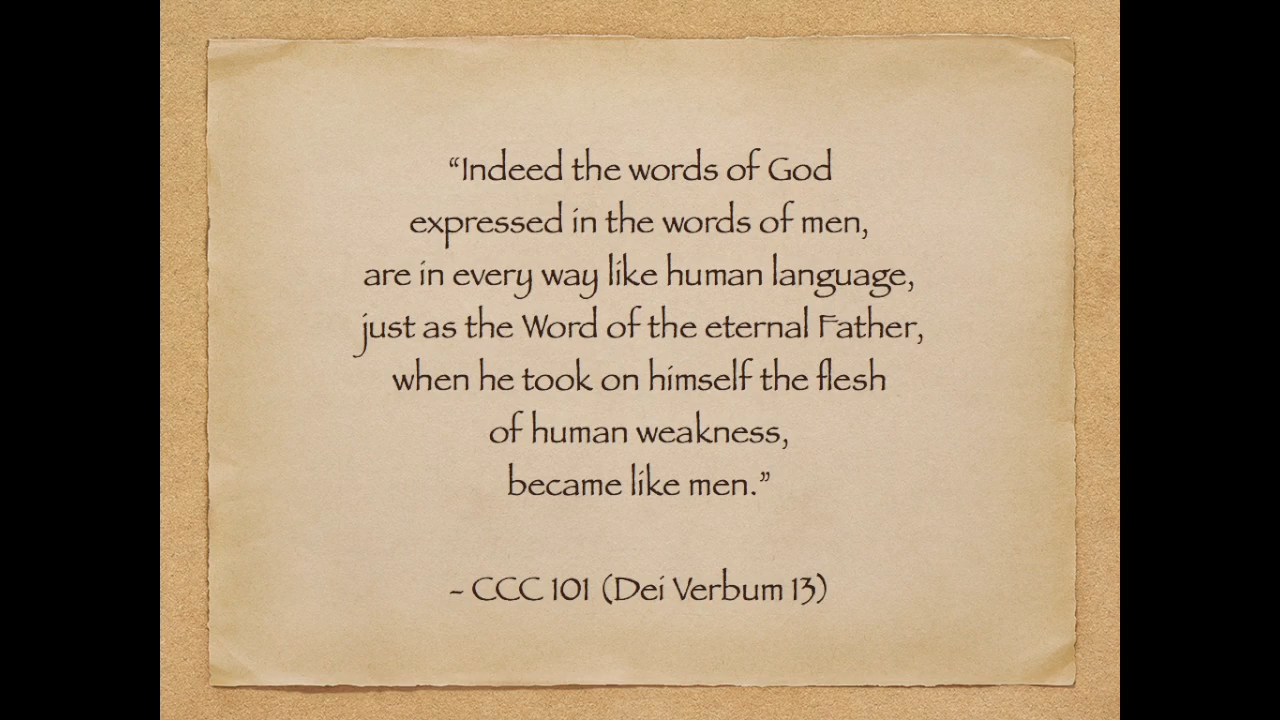 “Indeed the words of God
expressed in the words of men,
are in every way like human language,
just as the Word of the eternal Father,
when he took on himself the flesh
of human weakness,
became like men.”
- CCC 101 (Dei Verbum 13)